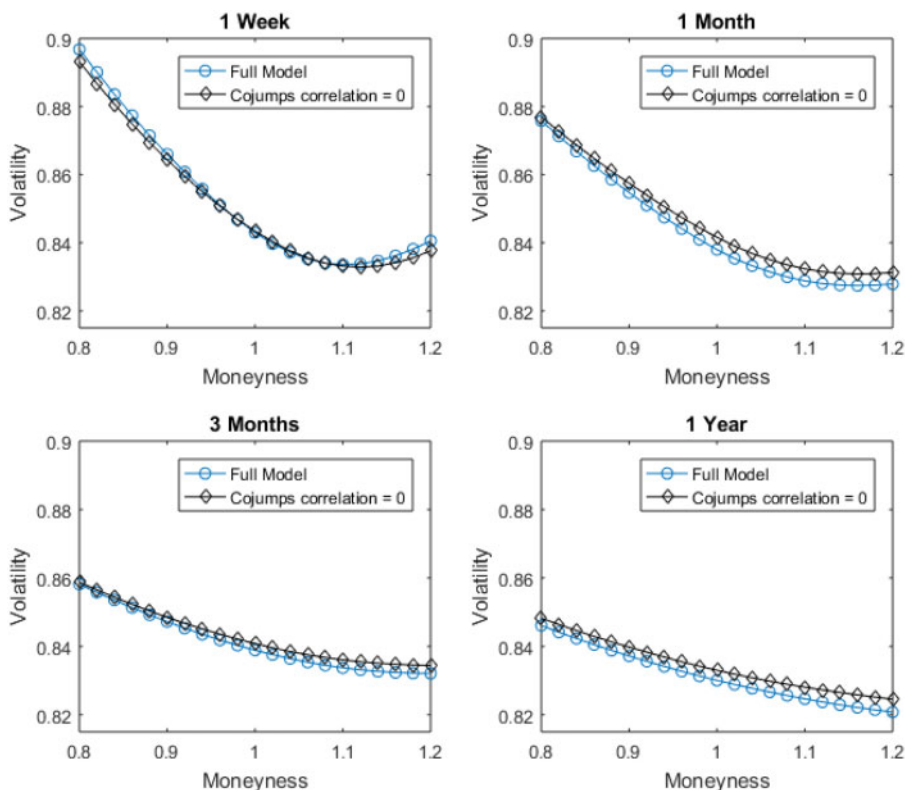 1 Week
0.9
0.88
0.86
0.84
0.82
Volatility
Full Model
Cojumps correlation = 0
0.8 0.9 1 1.1 1.2
Moneyness
1 Month
0.9
0.88
0.86
0.84
0.82
Volatility
Full Model
Cojumps correlation = 0
0.8 0.9 1 1.1 1.2
Moneyness
3 Months
0.9
0.88
0.86
0.84
0.82
Volatility
Full Model
Cojumps correlation = 0
0.8 0.9 1 1.1 1.2
Moneyness
1 Year
0.9
0.88
0.86
0.84
0.82
Volatility
Full Model
Cojumps correlation = 0
0.8 0.9 1 1.1 1.2
Moneyness